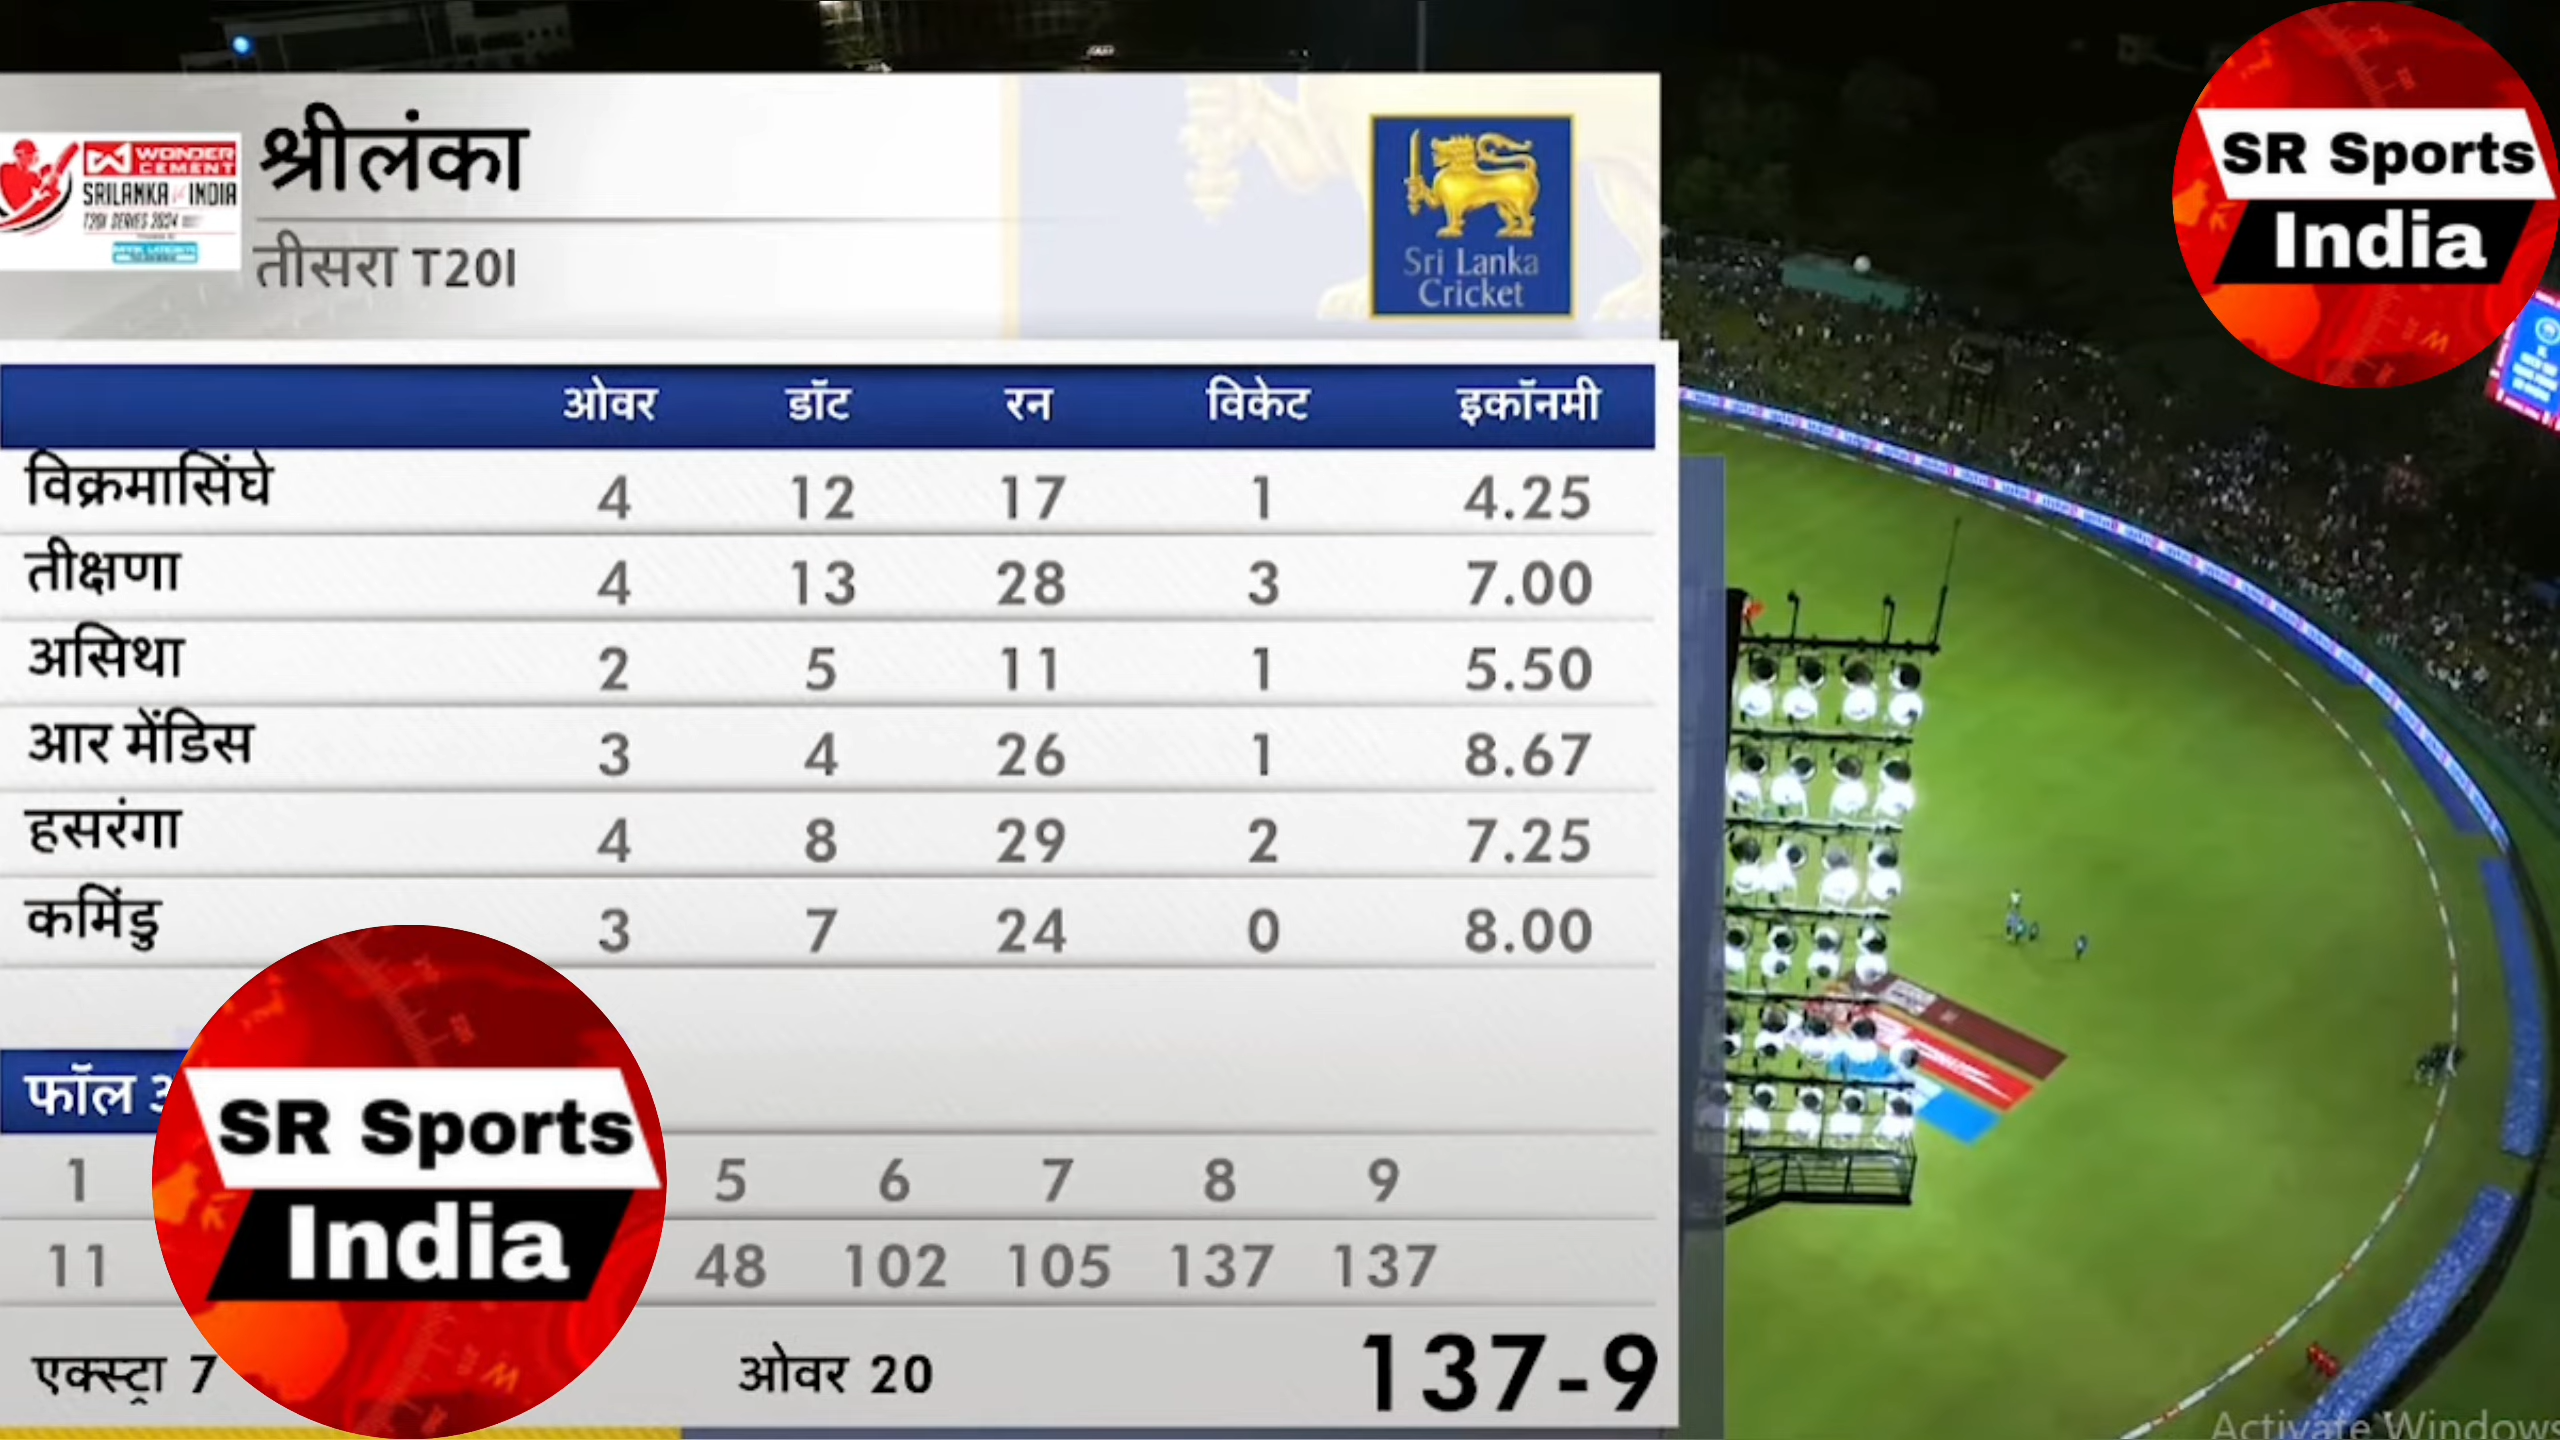 श्रीलंका
WONDER
CEMENT
SRILANKA INDIA
T20I SERIES 2024
तीसरा T20I
Sri Lanka
Cricket
SR Sports
India
ओवर डॉट रन विकेट इकॉनमी
विक्रमासिंघे 4 12 17 1 4.25
तीक्षणा 4 13 28 3 7.00
असिथा 2 5 11 1 5.50
आर मेंडिस 3 4 26 1 8.67
हसरंगा 4 8 29 2 7.25
कमिंडु 3 7 24 0 8.00
फॉल
SR Sports
India
1 5 6 7 8 9
11 48 102 105 137 137
एक्स्ट्रा 7 ओवर 20 137-9
Activate Windows